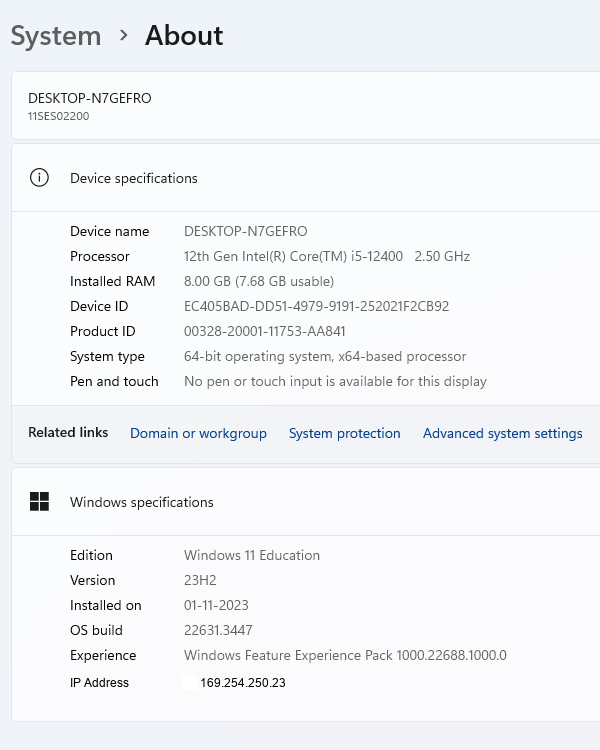 System > About
DESKTOP-N7GEFRO
11SES02200
Device specifications
Device name DESKTOP-N7GEFRO
Processor 12th Gen Intel(R) Core(TM) i5-12400 2.50 GHz
Installed RAM 8.00 GB (7.68 GB usable)
Device ID EC405BAD-DD51-4979-9191-252021F2CB92
Product ID 00328-20001-11753-AA841
System type 64-bit operating system, x64-based processor
Pen and touch No pen or touch input is available for this display
Related links Domain or workgroup System protection Advanced system settings
Windows specifications
Edition Windows 11 Education
Version 23H2
Installed on 01-11-2023
OS build 22631.3447
Experience Windows Feature Experience Pack 1000.22688.1000.0
IP Address 169.254.250.23